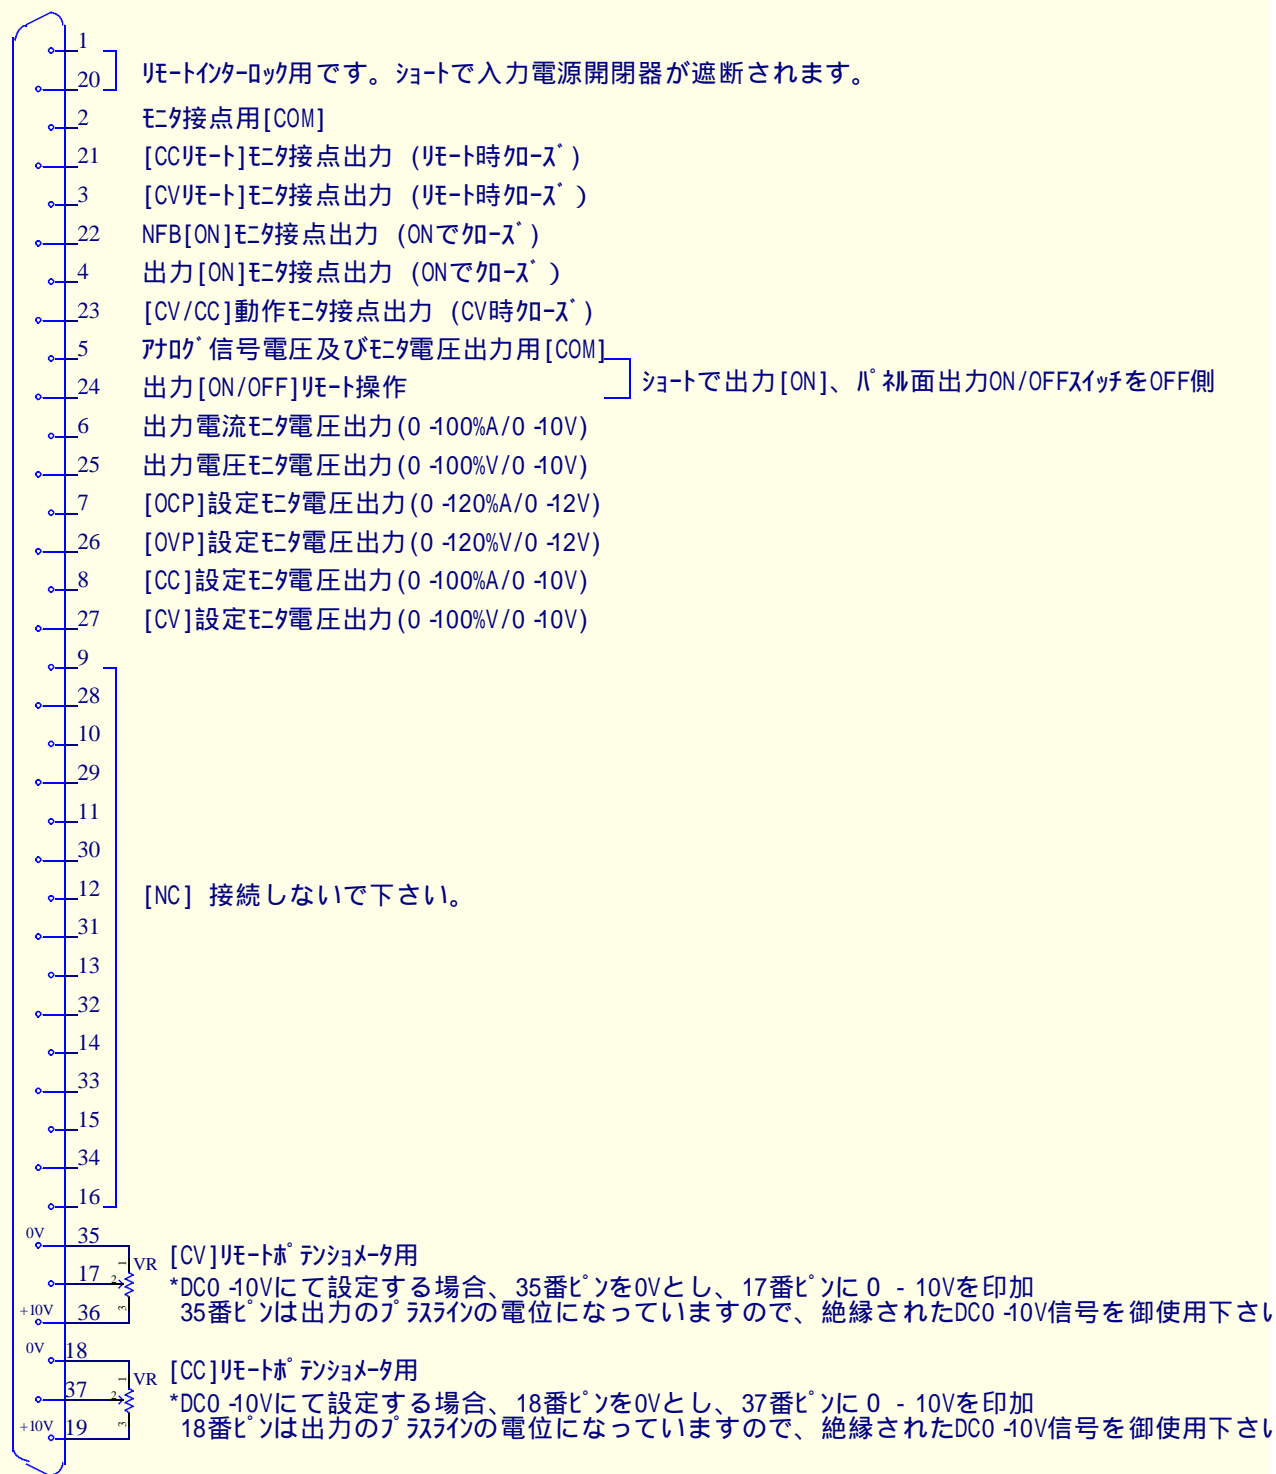 1
20 ﾘﾓｰﾄｲﾝﾀｰﾛｯｸ用です。ｼｮｰﾄで入力電源開閉器が遮断されます。
2 ﾓﾆﾀ接点用[COM]
21 [CCﾘﾓｰﾄ]ﾓﾆﾀ接点出力 (ﾘﾓｰﾄ時ｸﾛｰｽﾞ)
3 [CVﾘﾓｰﾄ]ﾓﾆﾀ接点出力 (ﾘﾓｰﾄ時ｸﾛｰｽﾞ)
22 NFB[ON]ﾓﾆﾀ接点出力 (ONでｸﾛｰｽﾞ)
4 出力[ON]ﾓﾆﾀ接点出力 (ONでｸﾛｰｽﾞ)
23 [CV/CC]動作ﾓﾆﾀ接点出力 (CV時ｸﾛｰｽﾞ)
5 ｱﾅﾛｸﾞ信号電圧及びﾓﾆﾀ電圧出力用[COM]
24 出力[ON/OFF]ﾘﾓｰﾄ操作
ｼｮｰﾄで出力[ON]、ﾊﾟﾈﾙ面出力ON/OFFｽｲｯﾁをOFF側
6 出力電流ﾓﾆﾀ電圧出力(0-100%A/0-10V)
25 出力電圧ﾓﾆﾀ電圧出力(0-100%V/0-10V)
7 [OCP]設定ﾓﾆﾀ電圧出力(0-120%A/0-12V)
26 [OVP]設定ﾓﾆﾀ電圧出力(0-120%V/0-12V)
8 [CC]設定ﾓﾆﾀ電圧出力(0-100%A/0-10V)
27 [CV]設定ﾓﾆﾀ電圧出力(0-100%V/0-10V)
9
28
10
29
11
30
12 [NC] 接続しないで下さい。
31
13
32
14
33
15
34
16
0V 35
1 VR [CV]ﾘﾓｰﾄﾎﾟﾃﾝｼｮﾒｰﾀ用
17 2 *DC0-10Vにて設定する場合、35番ﾋﾟﾝを0Vとし、17番ﾋﾟﾝに0 - 10Vを印加
+10V 36 3 35番ﾋﾟﾝは出力のﾌﾟﾗｽﾗｲﾝの電位になっていますので、絶縁されたDC0-10V信号を御使用下さい
0V 18
1 VR [CC]ﾘﾓｰﾄﾎﾟﾃﾝｼｮﾒｰﾀ用
37 2 *DC0-10Vにて設定する場合、18番ﾋﾟﾝを0Vとし、37番ﾋﾟﾝに0 - 10Vを印加
+10V 19 3 18番ﾋﾟﾝは出力のﾌﾟﾗｽﾗｲﾝの電位になっていますので、絶縁されたDC0-10V信号を御使用下さい